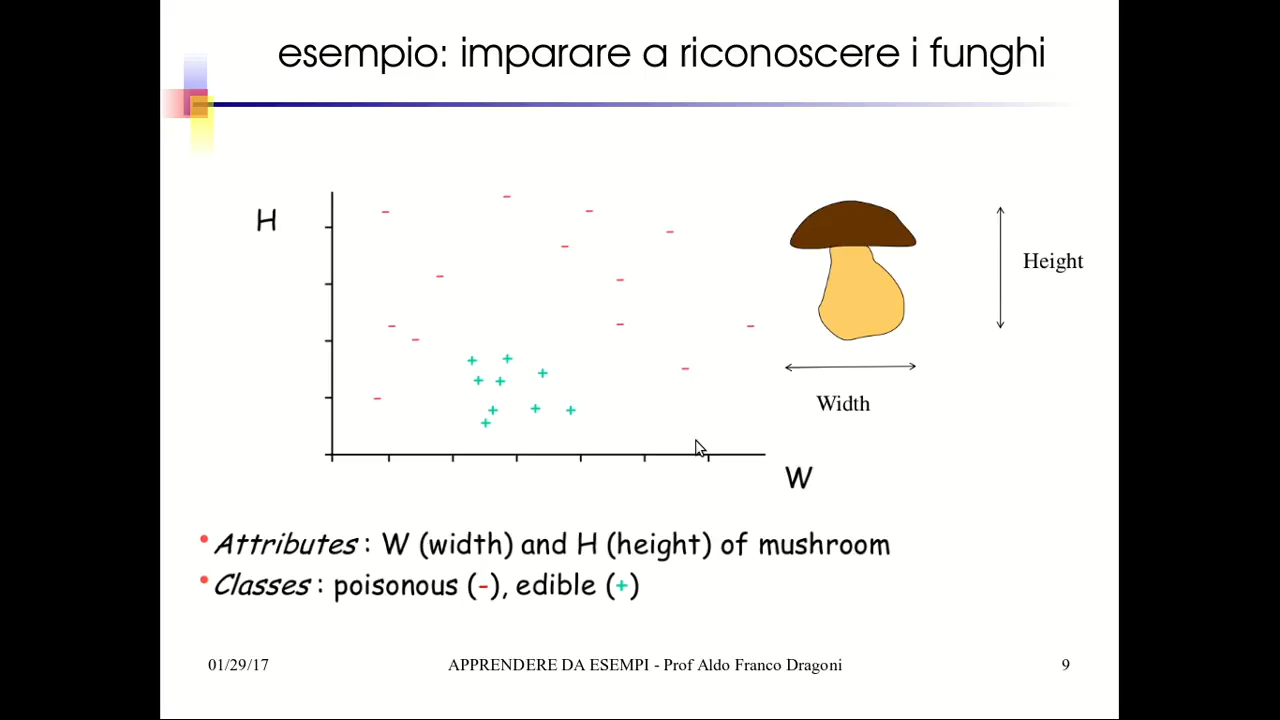 esempio: imparare a riconoscere i funghi
H
Height
Width
W
Attributes : W (width) and H (height) of mushroom
Classes : poisonous (-), edible (+)
01/29/17
APPRENDERE DA ESEMPI - Prof Aldo Franco Dragoni
9